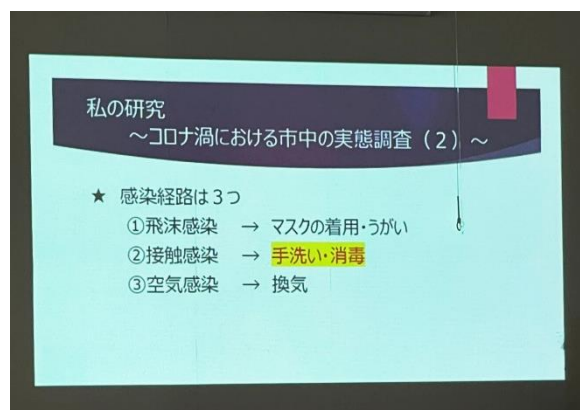 私の研究
～コロナ渦における市中の実態調査（２）～
★ 感染経路は３つ
①飛沫感染 → マスクの着用・うがい
②接触感染 → 手洗い・消毒
③空気感染 → 換気